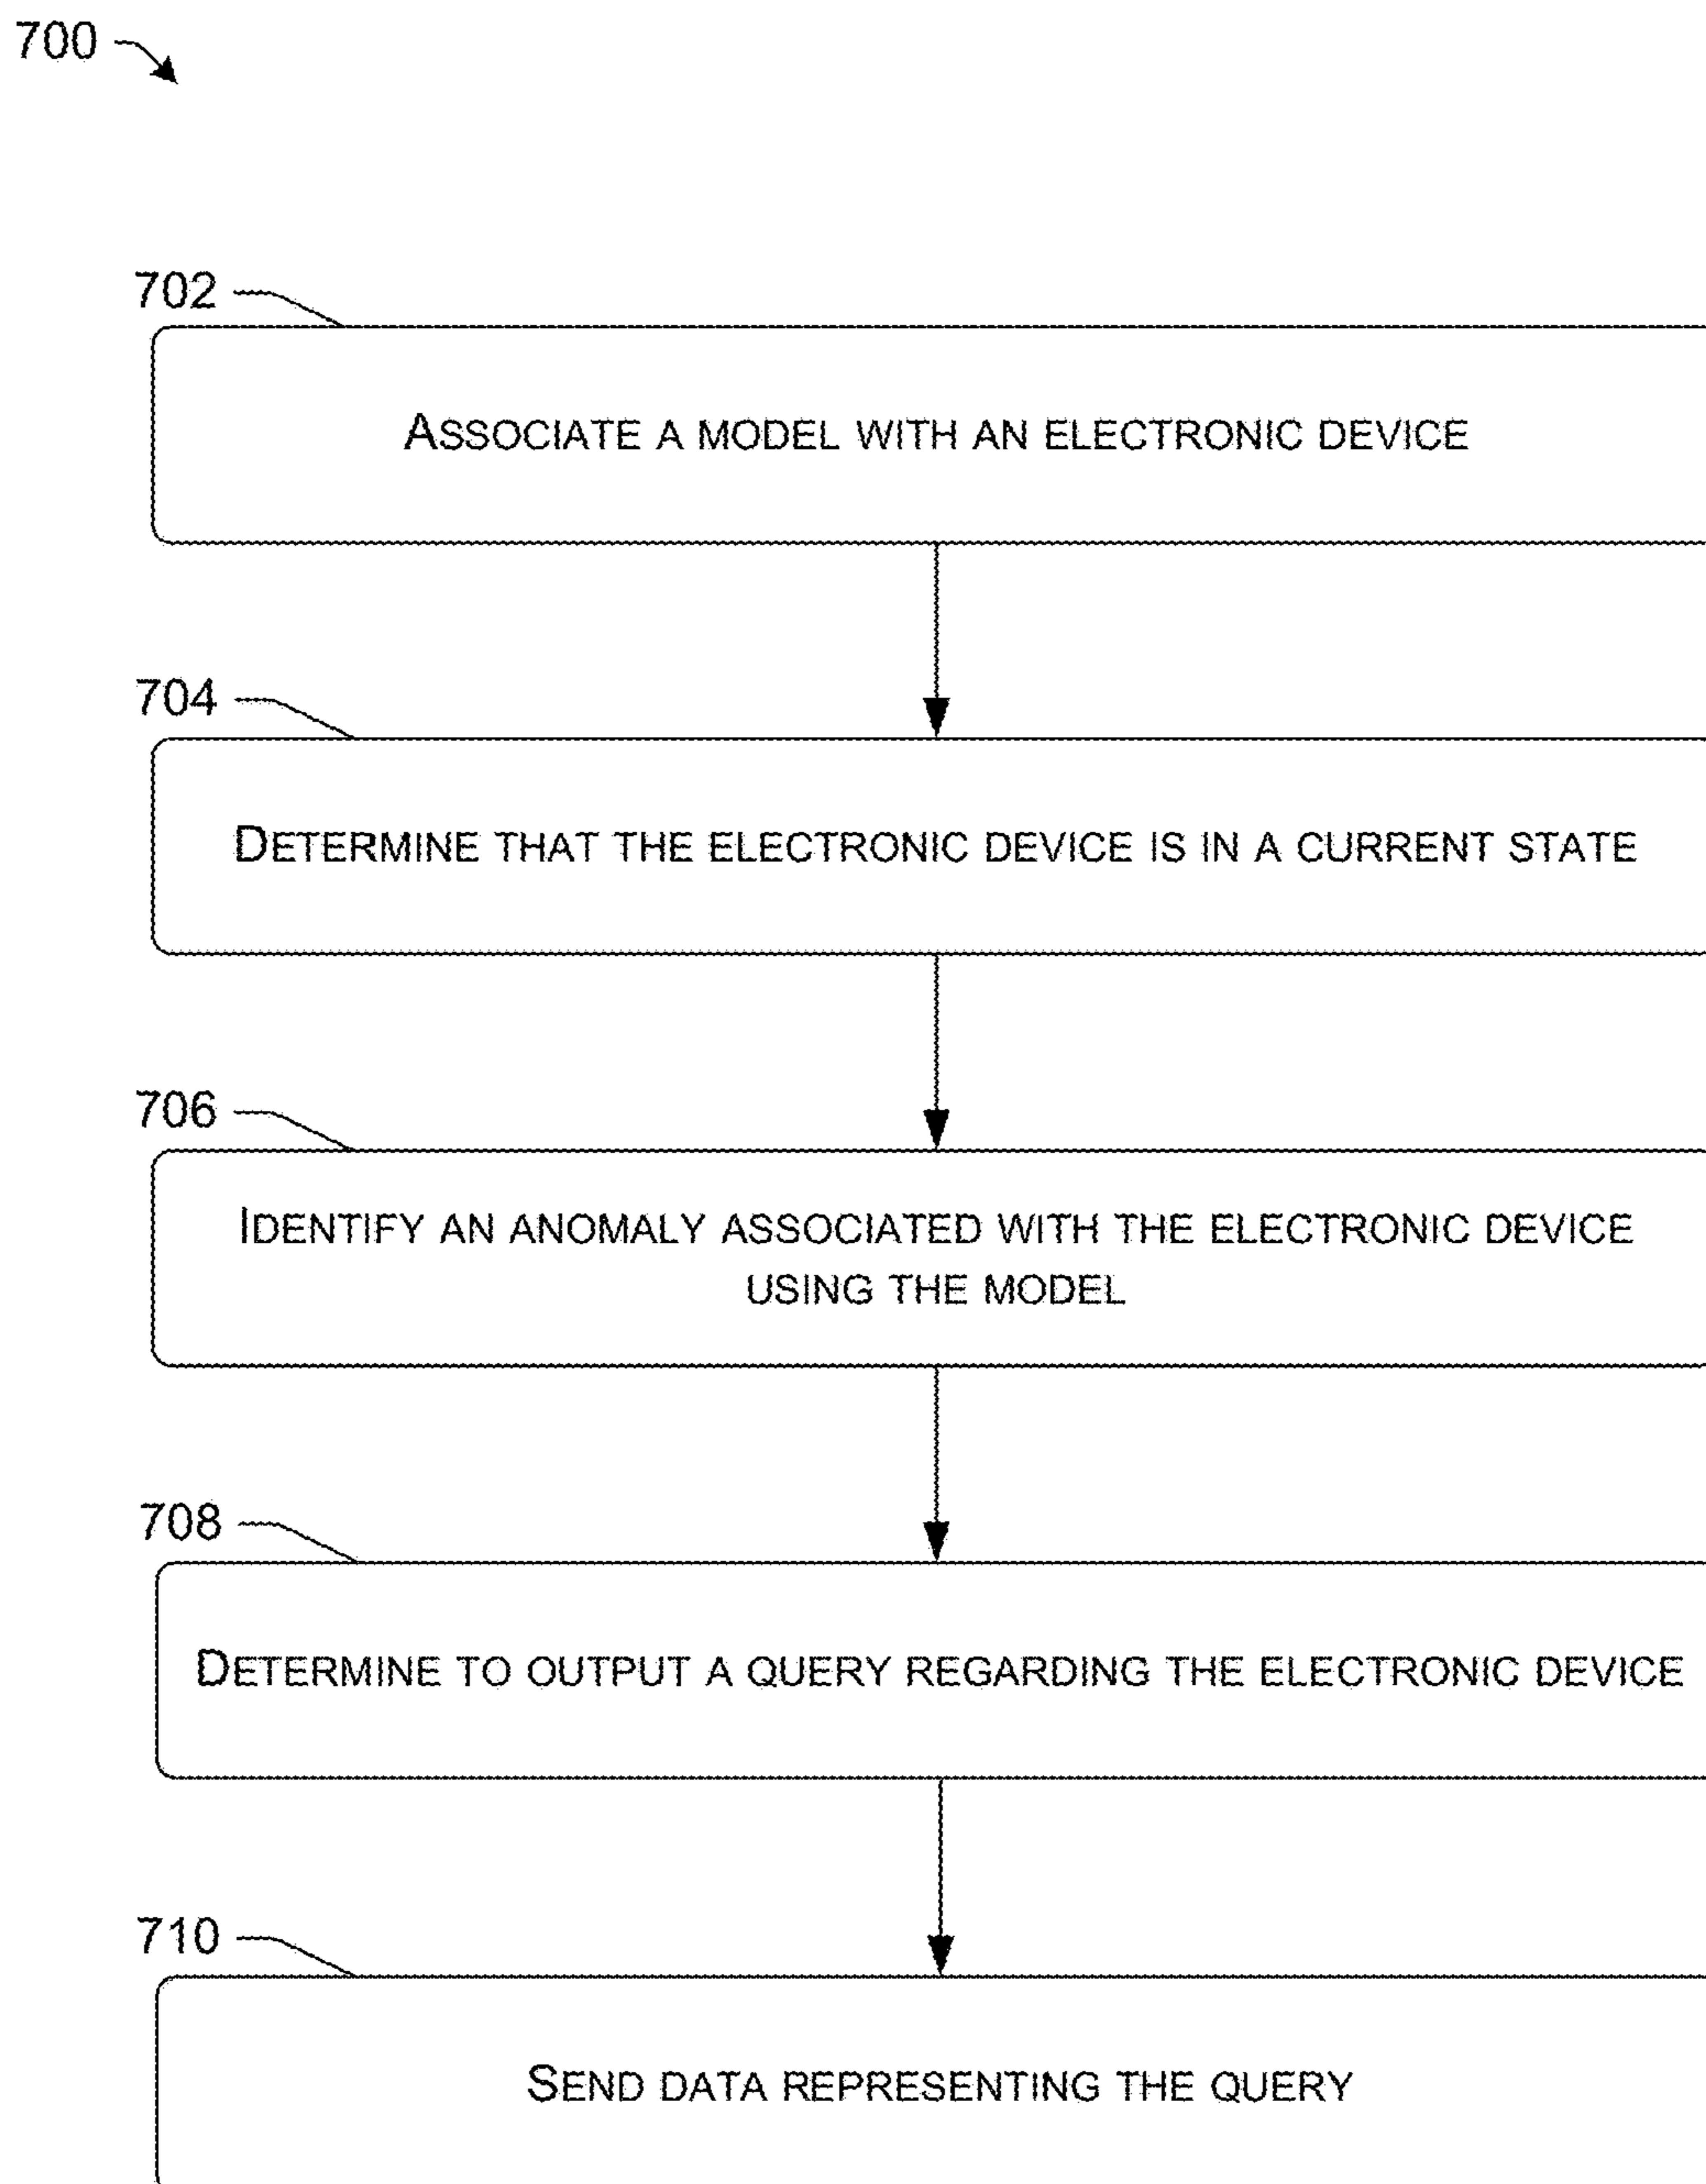 700
702
ASSOCIATE A MODEL WITH AN ELECTRONIC DEVICE
704
DETERMINE THAT THE ELECTRONIC DEVICE IS IN A CURRENT STATE
706
IDENTIFY AN ANOMALY ASSOCIATED WITH THE ELECTRONIC DEVICE
USING THE MODEL
708
DETERMINE TO OUTPUT A QUERY REGARDING THE ELECTRONIC DEVICE
710
SEND DATA REPRESENTING THE QUERY